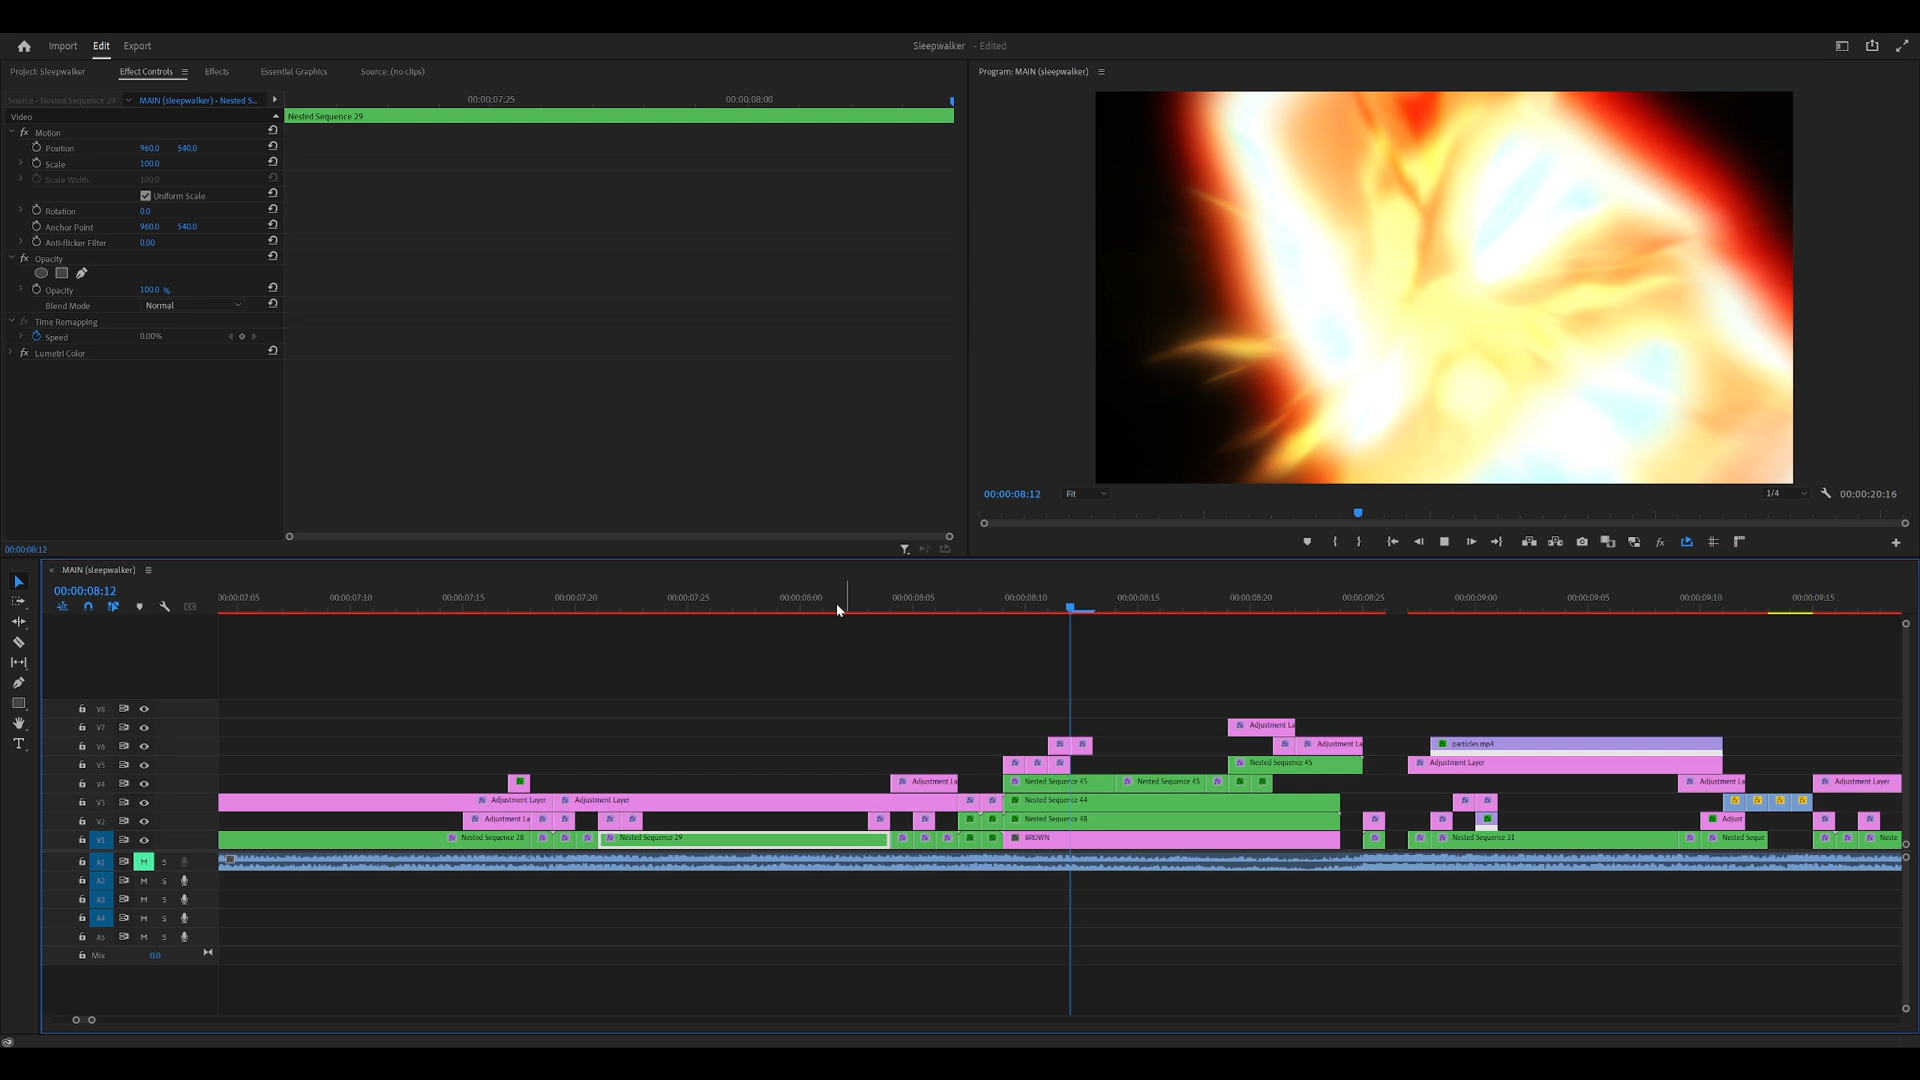 Import Edit Export
Sleepwalker - Edited
Project: Sleepwalker Effect Controls Effects Essential Graphics Source: (no clips)
Program: MAIN (sleepwalker)
Source - Nested Sequence 29 MAIN (sleepwalker) - Nested S...
00:00:07:25 00:00:08:00
Video
Nested Sequence 29
fx Motion
Position 960.0 540.0
Scale 100.0
Scale Width 100.0
Uniform Scale
Rotation 0.0
Anchor Point 960.0 540.0
Anti-flicker Filter 0.00
fx Opacity
Opacity 100.0 %
Blend Mode Normal
fx Time Remapping
Speed 0.00%
fx Lumetri Color
00:00:08:12 Fit 1/4 00:00:20:16
00:00:08:12
MAIN (sleepwalker)
00:00:08:12
00:00:07:05 00:00:07:10 00:00:07:15 00:00:07:20 00:00:07:25 00:00:08:00 00:00:08:05 00:00:08:10 00:00:08:15 00:00:08:20 00:00:08:25 00:00:09:00 00:00:09:05 00:00:09:10 00:00:09:15
V8
V7 Adjustment La
V6 Adjustment La particles.mp4
V5 Nested Sequence 45 Adjustment Layer
V4 Adjustment La Nested Sequence 45 Nested Sequence 45 Adjustment La Adjustment Layer
V3 Adjustment Layer Adjustment Layer Nested Sequence 44
V2 Adjustment La Nested Sequence 48 Adjust
V1 Nested Sequence 28 Nested Sequence 29 BROWN Nested Sequence 31 Nested Seque Neste
A1 M S
A2 M S
A3 M S
A4 M S
A5 M S
Mix 0.0
T